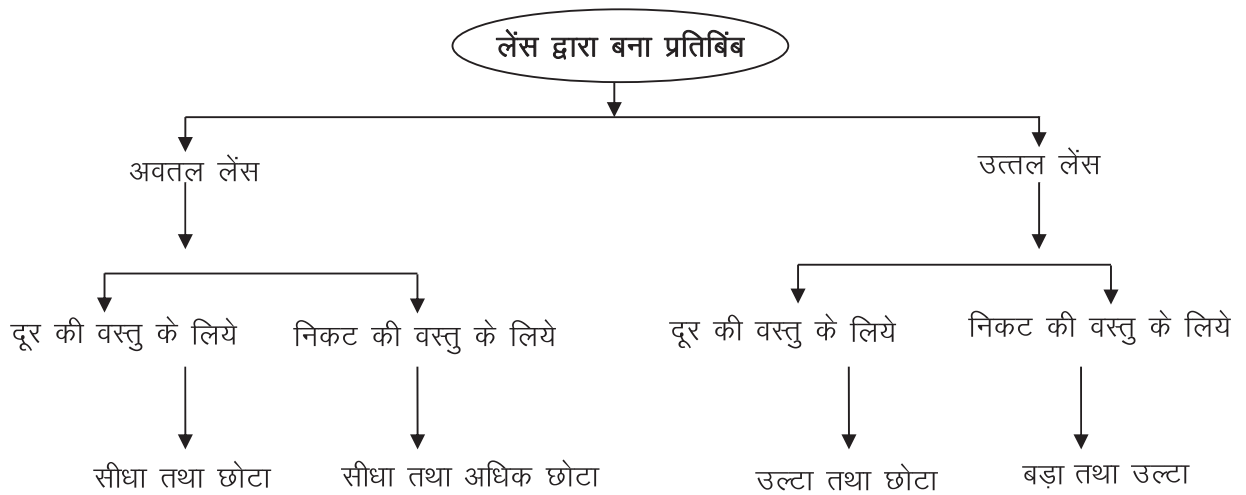 लेंस द्वारा बना प्रतिबिंब
अवतल लेंस
उत्तल लेंस
दूर की वस्तु के लिये
निकट की वस्तु के लिये
दूर की वस्तु के लिये
निकट की वस्तु के लिये
सीधा तथा छोटा
सीधा तथा अधिक छोटा
उल्टा तथा छोटा
बड़ा तथा उल्टा